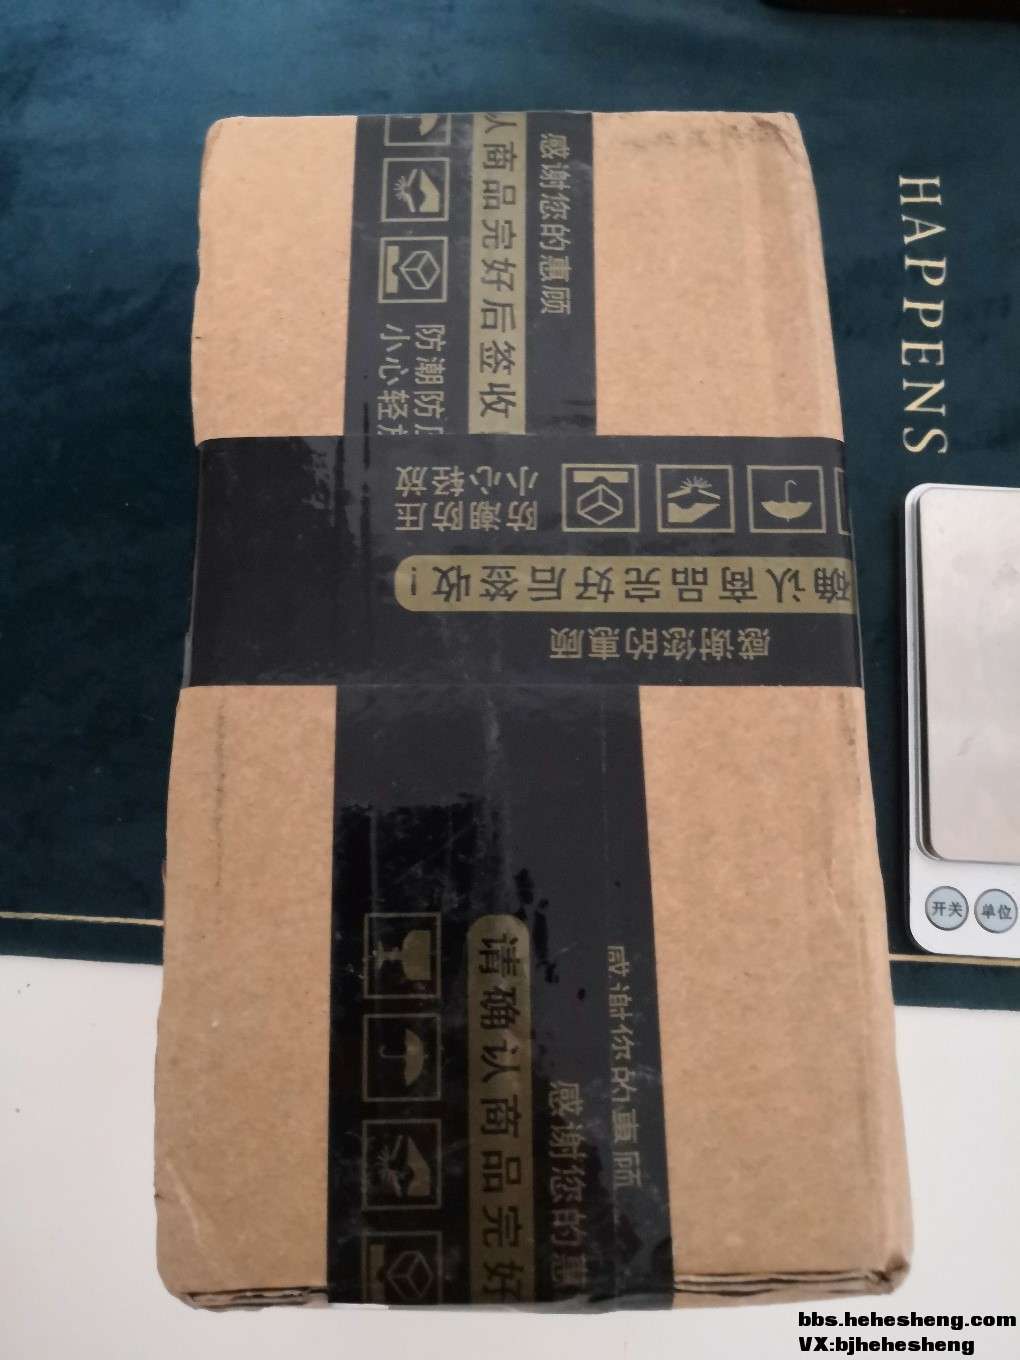 人商品完好后签收
感谢您的惠顾
防潮防压
小心轻放
HAPPENS
小心轻放
防潮防压
确认商品完好后签收!
感谢您的惠顾
开关
单位
请确认商品完好
感谢您的惠顾
感谢您的惠
bbs.hehesheng.com
VX:bjhehesheng